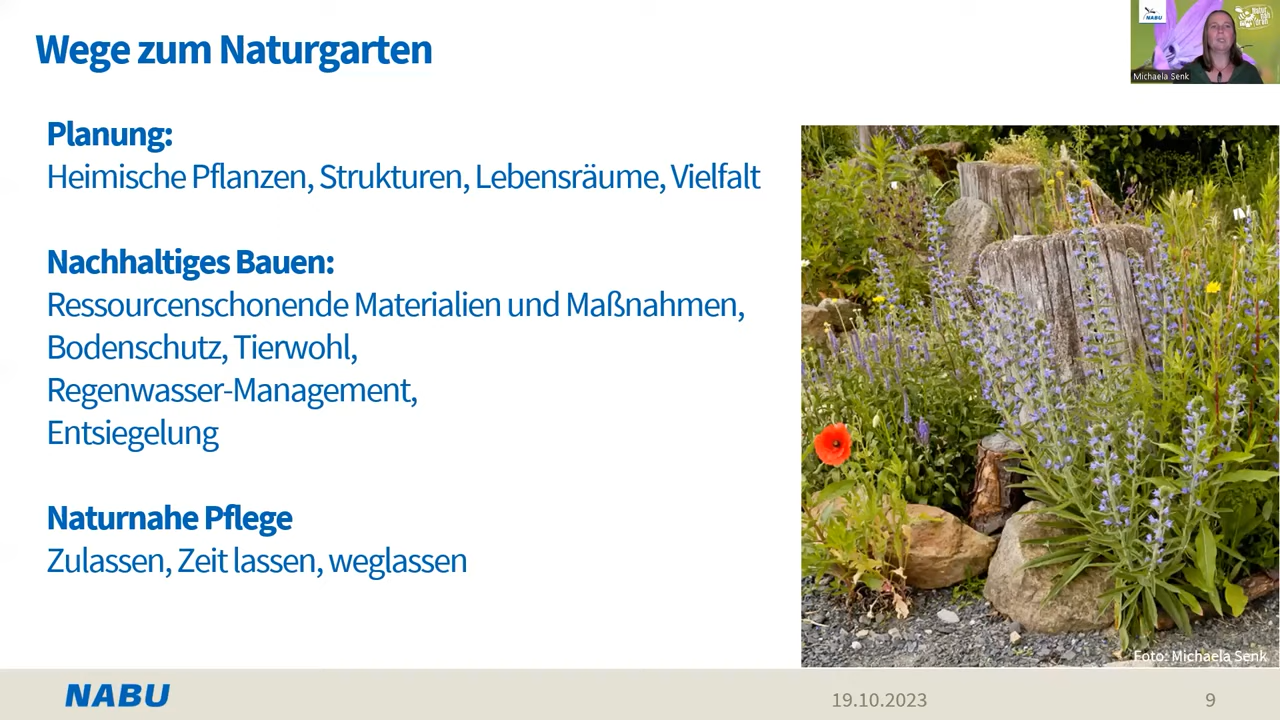 Wege zum Naturgarten
NABU
Michaela Senk
Planung:
Heimische Pflanzen, Strukturen, Lebensräume, Vielfalt
Nachhaltiges Bauen:
Ressourcenschonende Materialien und Maßnahmen,
Bodenschutz, Tierwohl,
Regenwasser-Management,
Entsiegelung
Naturnahe Pflege
Zulassen, Zeit lassen, weglassen
Foto: Michaela Senk
NABU
19.10.2023
9